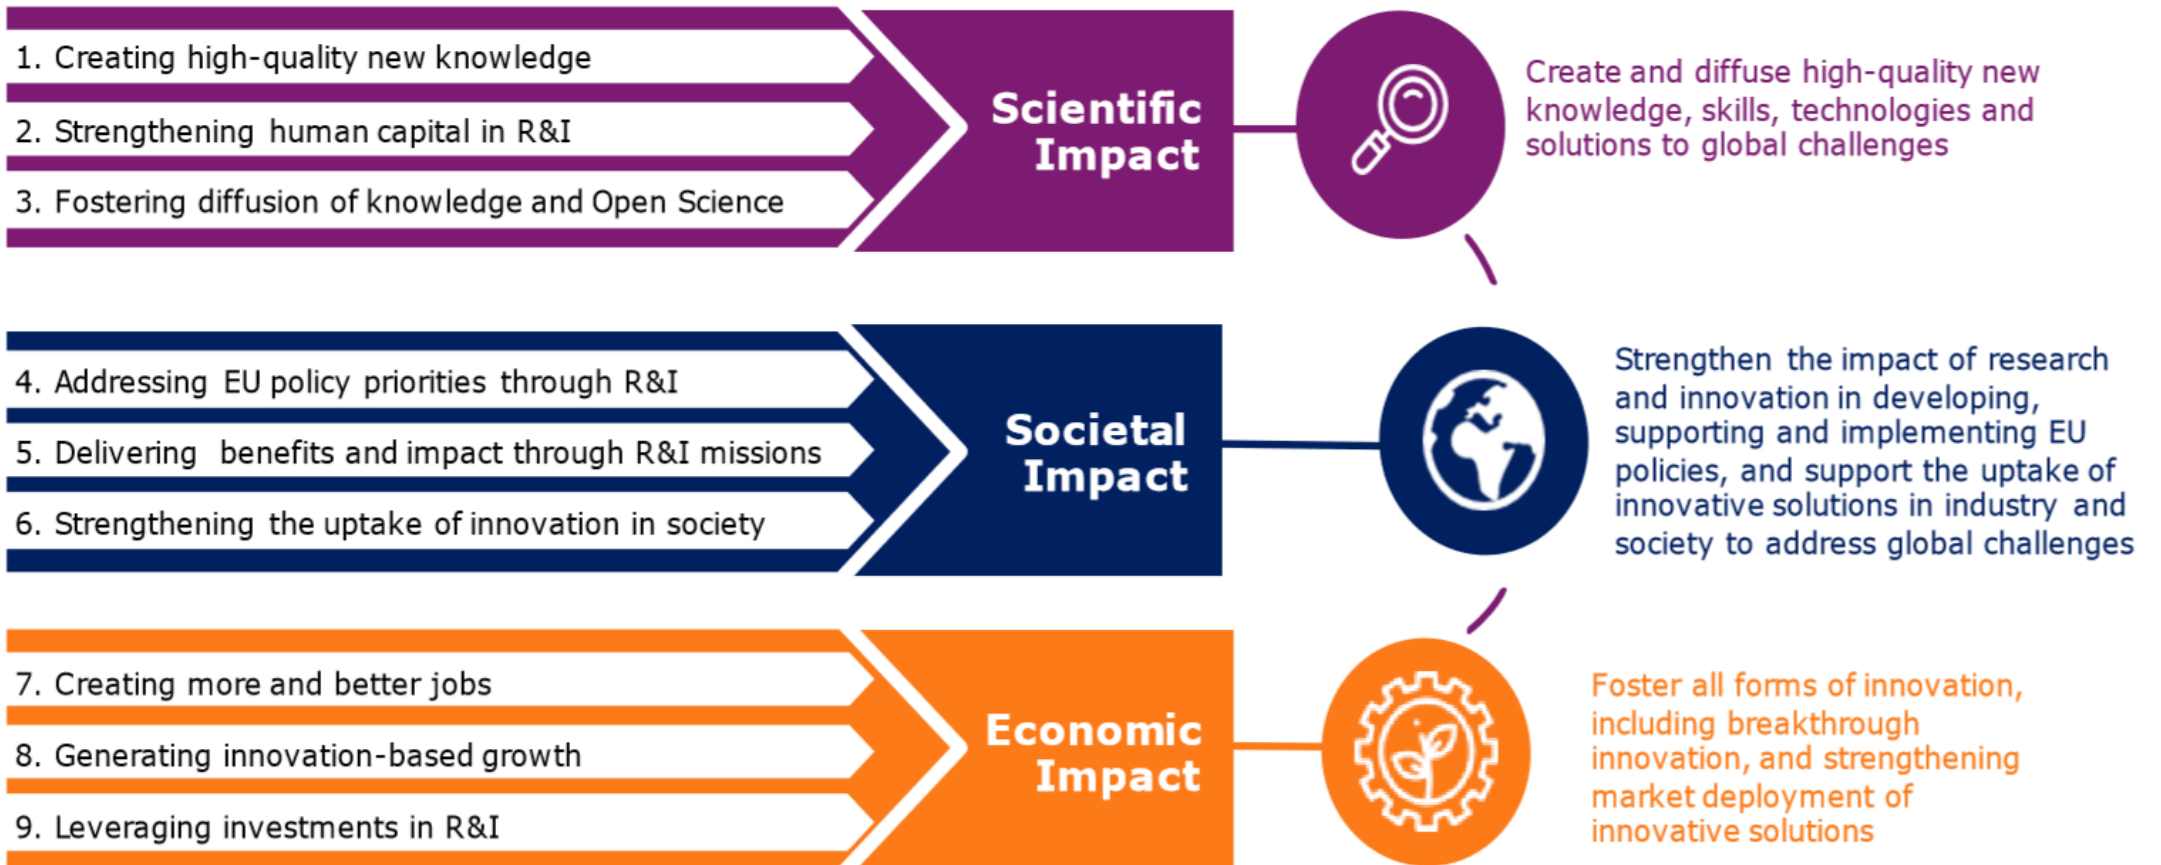 1. Creating high-quality new knowledge
2. Strengthening human capital in R&I
3. Fostering diffusion of knowledge and Open Science
Scientific
Impact
Create and diffuse high-quality new
knowledge, skills, technologies and
solutions to global challenges
4. Addressing EU policy priorities through R&I
5. Delivering benefits and impact through R&I missions
6. Strengthening the uptake of innovation in society
Societal
Impact
Strengthen the impact of research
and innovation in developing,
supporting and implementing EU
policies, and support the uptake of
innovative solutions in industry and
society to address global challenges
7. Creating more and better jobs
8. Generating innovation-based growth
9. Leveraging investments in R&I
Economic
Impact
Foster all forms of innovation,
including breakthrough
innovation, and strengthening
market deployment of
innovative solutions